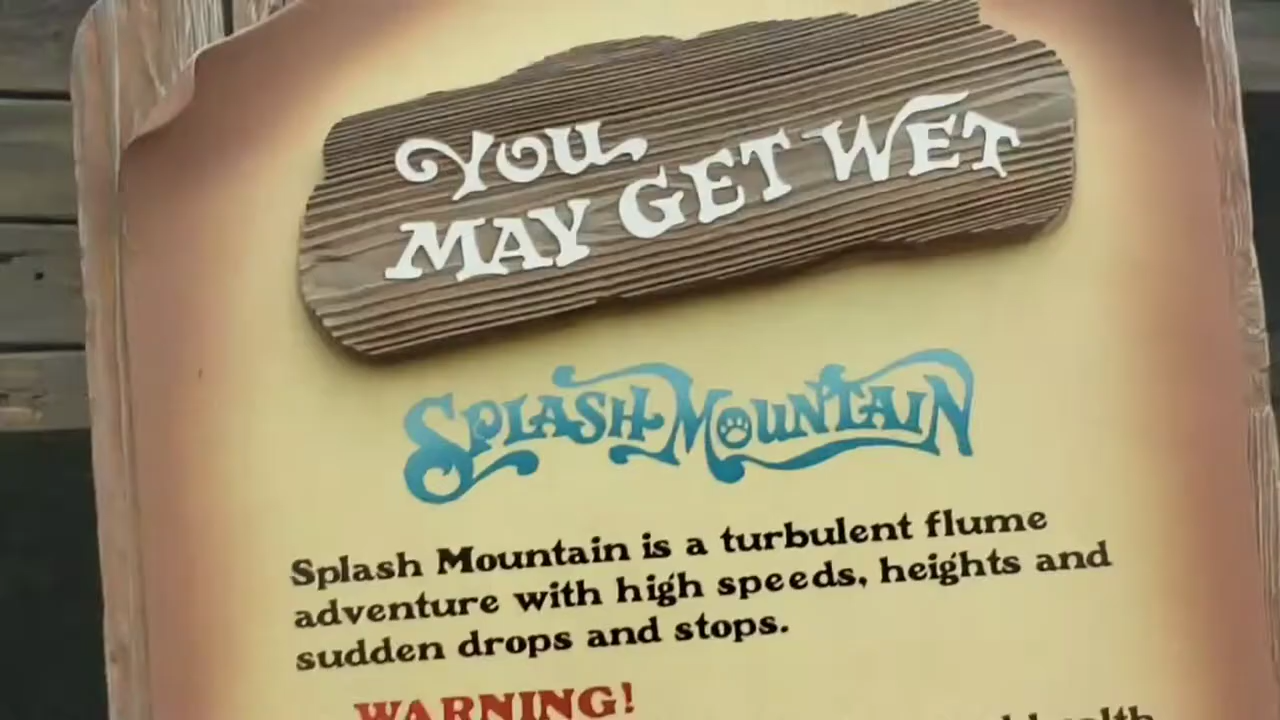 YOU
MAY GET WET
SPLASH MOUNTAIN
Splash Mountain is a turbulent flume
adventure with high speeds, heights and
sudden drops and stops.
WARNING!